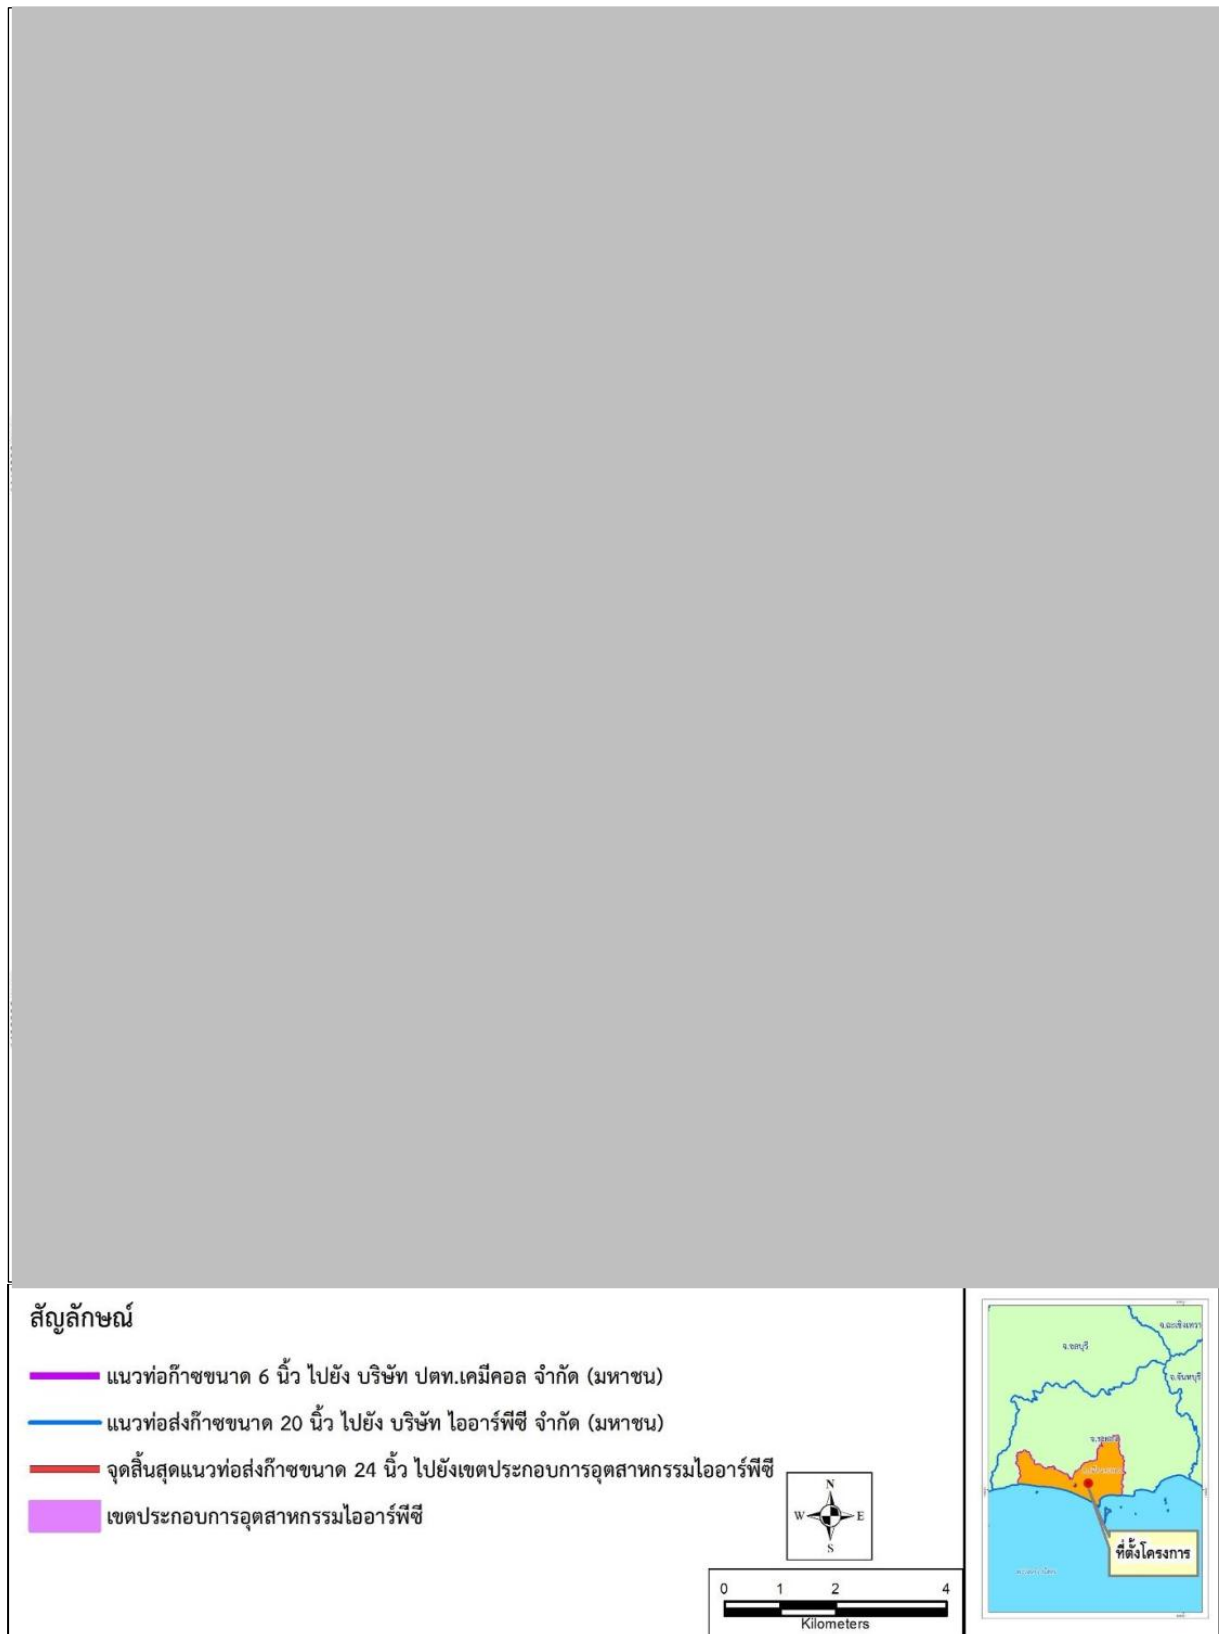 สัญลักษณ์
แนวท่อก๊าซขนาด 6 นิ้ว ไปยัง บริษัท ปตท.เคมีคอล จำกัด (มหาชน)
แนวท่อส่งก๊าซขนาด 20 นิ้ว ไปยัง บริษัท ไออาร์พีซี จำกัด (มหาชน)
จุดสิ้นสุดแนวท่อส่งก๊าซขนาด 24 นิ้ว ไปยังเขตประกอบการอุตสาหกรรมไออาร์พีซี
เขตประกอบการอุตสาหกรรมไออาร์พีซี
N
W E
S
0 1 2 4
Kilometers
จ.ฉะเชิงเทรา
จ.ชลบุรี
จ.จันทบุรี
ที่ตั้งโครงการ